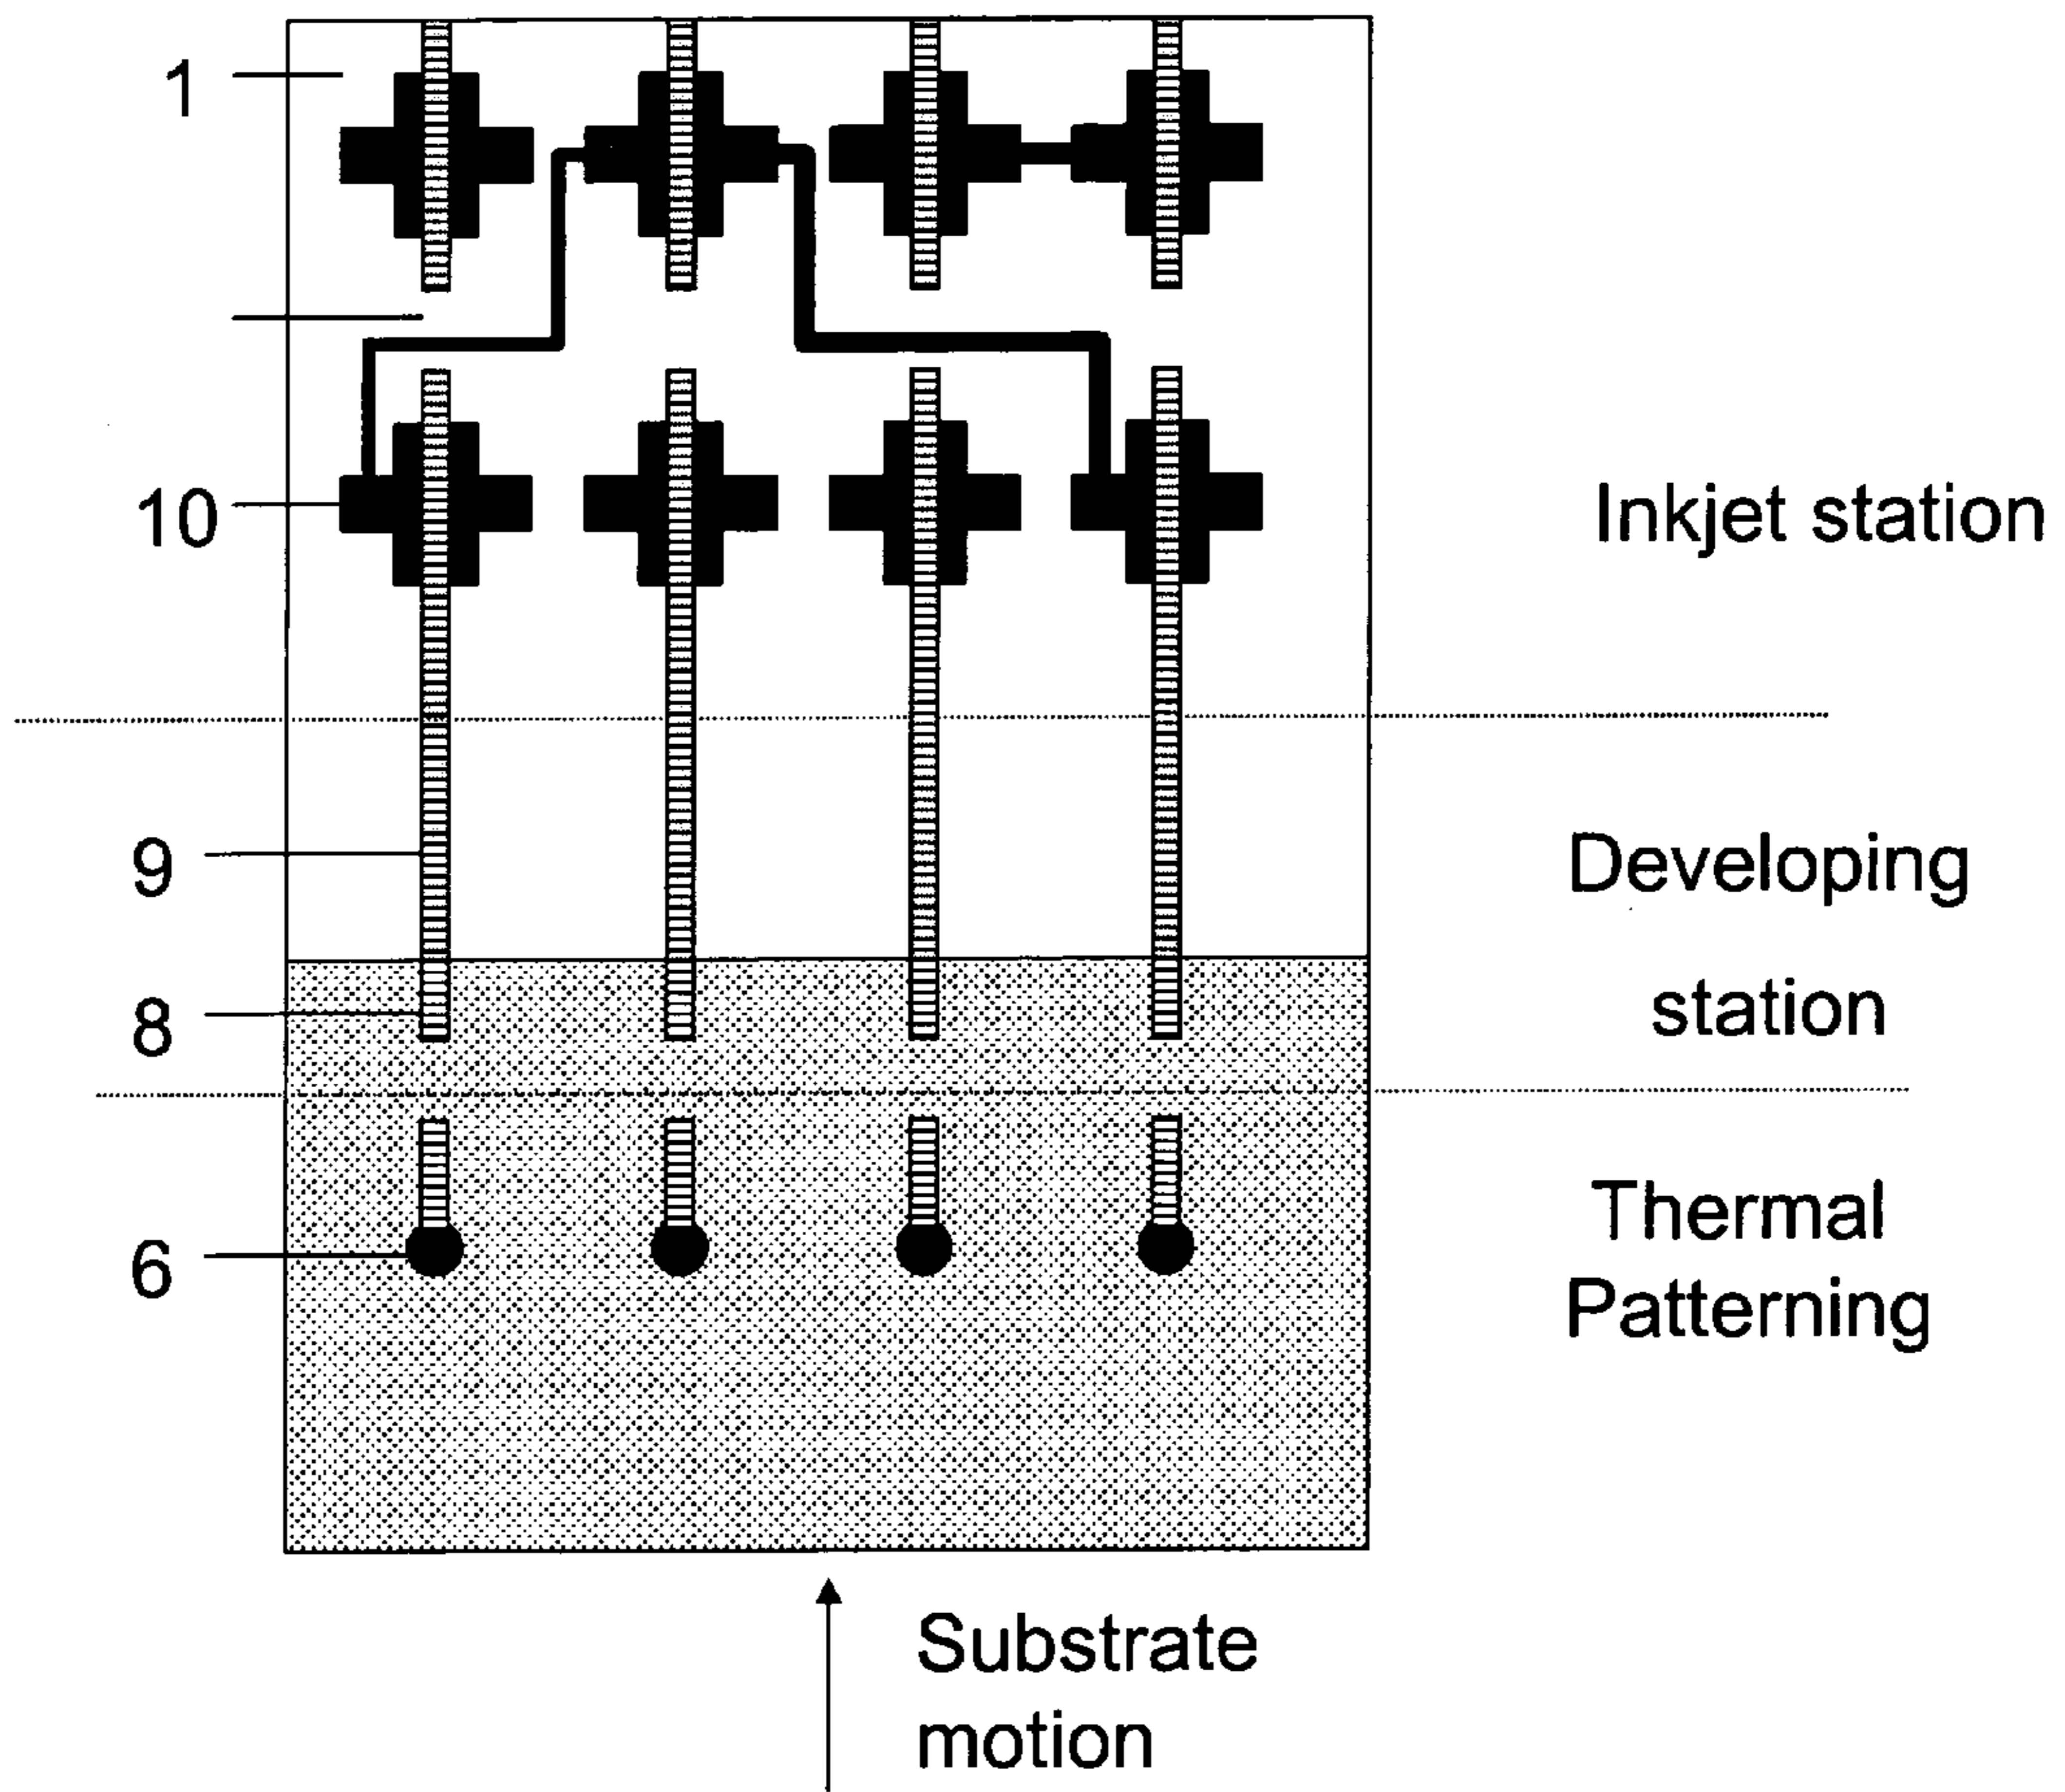 1
10
Inkjet station
9
Developing
station
8
6
Thermal
Patterning
Substrate
motion